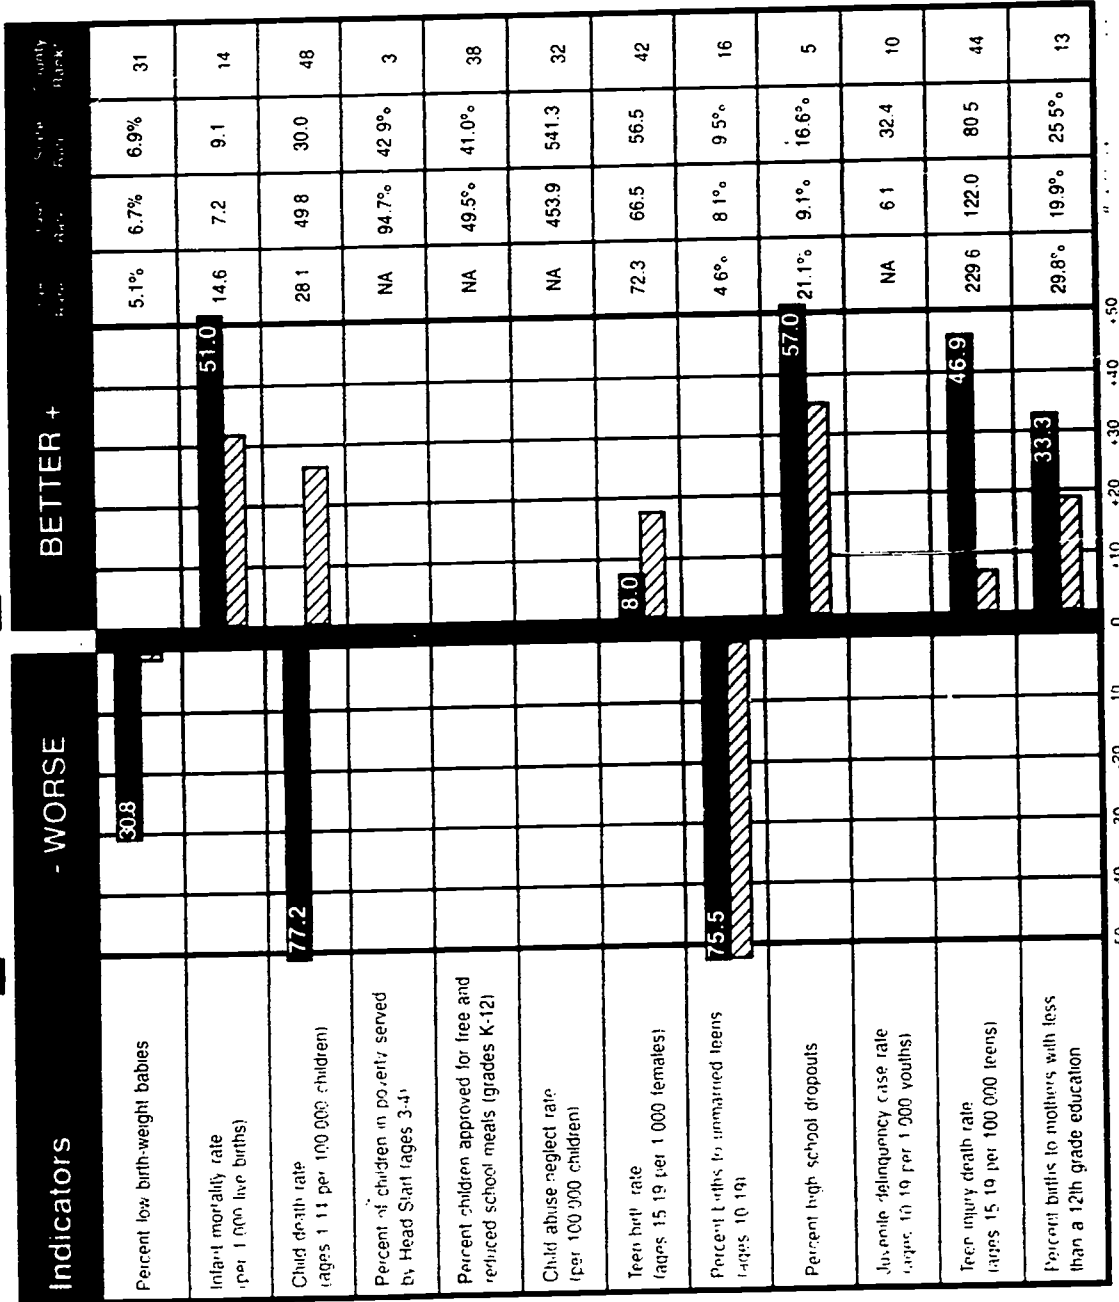 Indicators - WORSE BETTER +
Percent low birth-weight babies 30.8 5.1% 6.7% 6.9% 31
Infant mortality rate
(per 1 000 live births) 51.0 14.6 7.2 9.1 14
Child death rate
(ages 1 14 per 100 000 children) 77.2 28 1 49 8 30.0 48
Percent of children in poverty served
by Head Start (ages 3-4) NA 94.7% 42 9% 3
Percent children approved for free and
reduced school meals (grades K-12) NA 49.5% 41.0% 38
Child abuse neglect rate
(per 100 000 children) NA 453.9 541.3 32
Teen birth rate
(ages 15 19 per 1 000 females) 8.0 72.3 66.5 56.5 42
Percent births to unmarried teens
(ages 10 19) 75.5 4 6% 8 1% 9 5% 16
Percent high school dropouts 57.0 21.1% 9.1% 16.6% 5
Juvenile delinquency case rate
(ages 10 19 per 1 000 youths) NA 6 1 32.4 10
Teen injury death rate
(ages 15 19 per 100 000 teens) 46.9 229 6 122.0 80 5 44
Percent births to mothers with less
than a 12th grade education 33.3 29.8% 19.9% 25 5% 13
0 +10 +20 +30 +40 +50